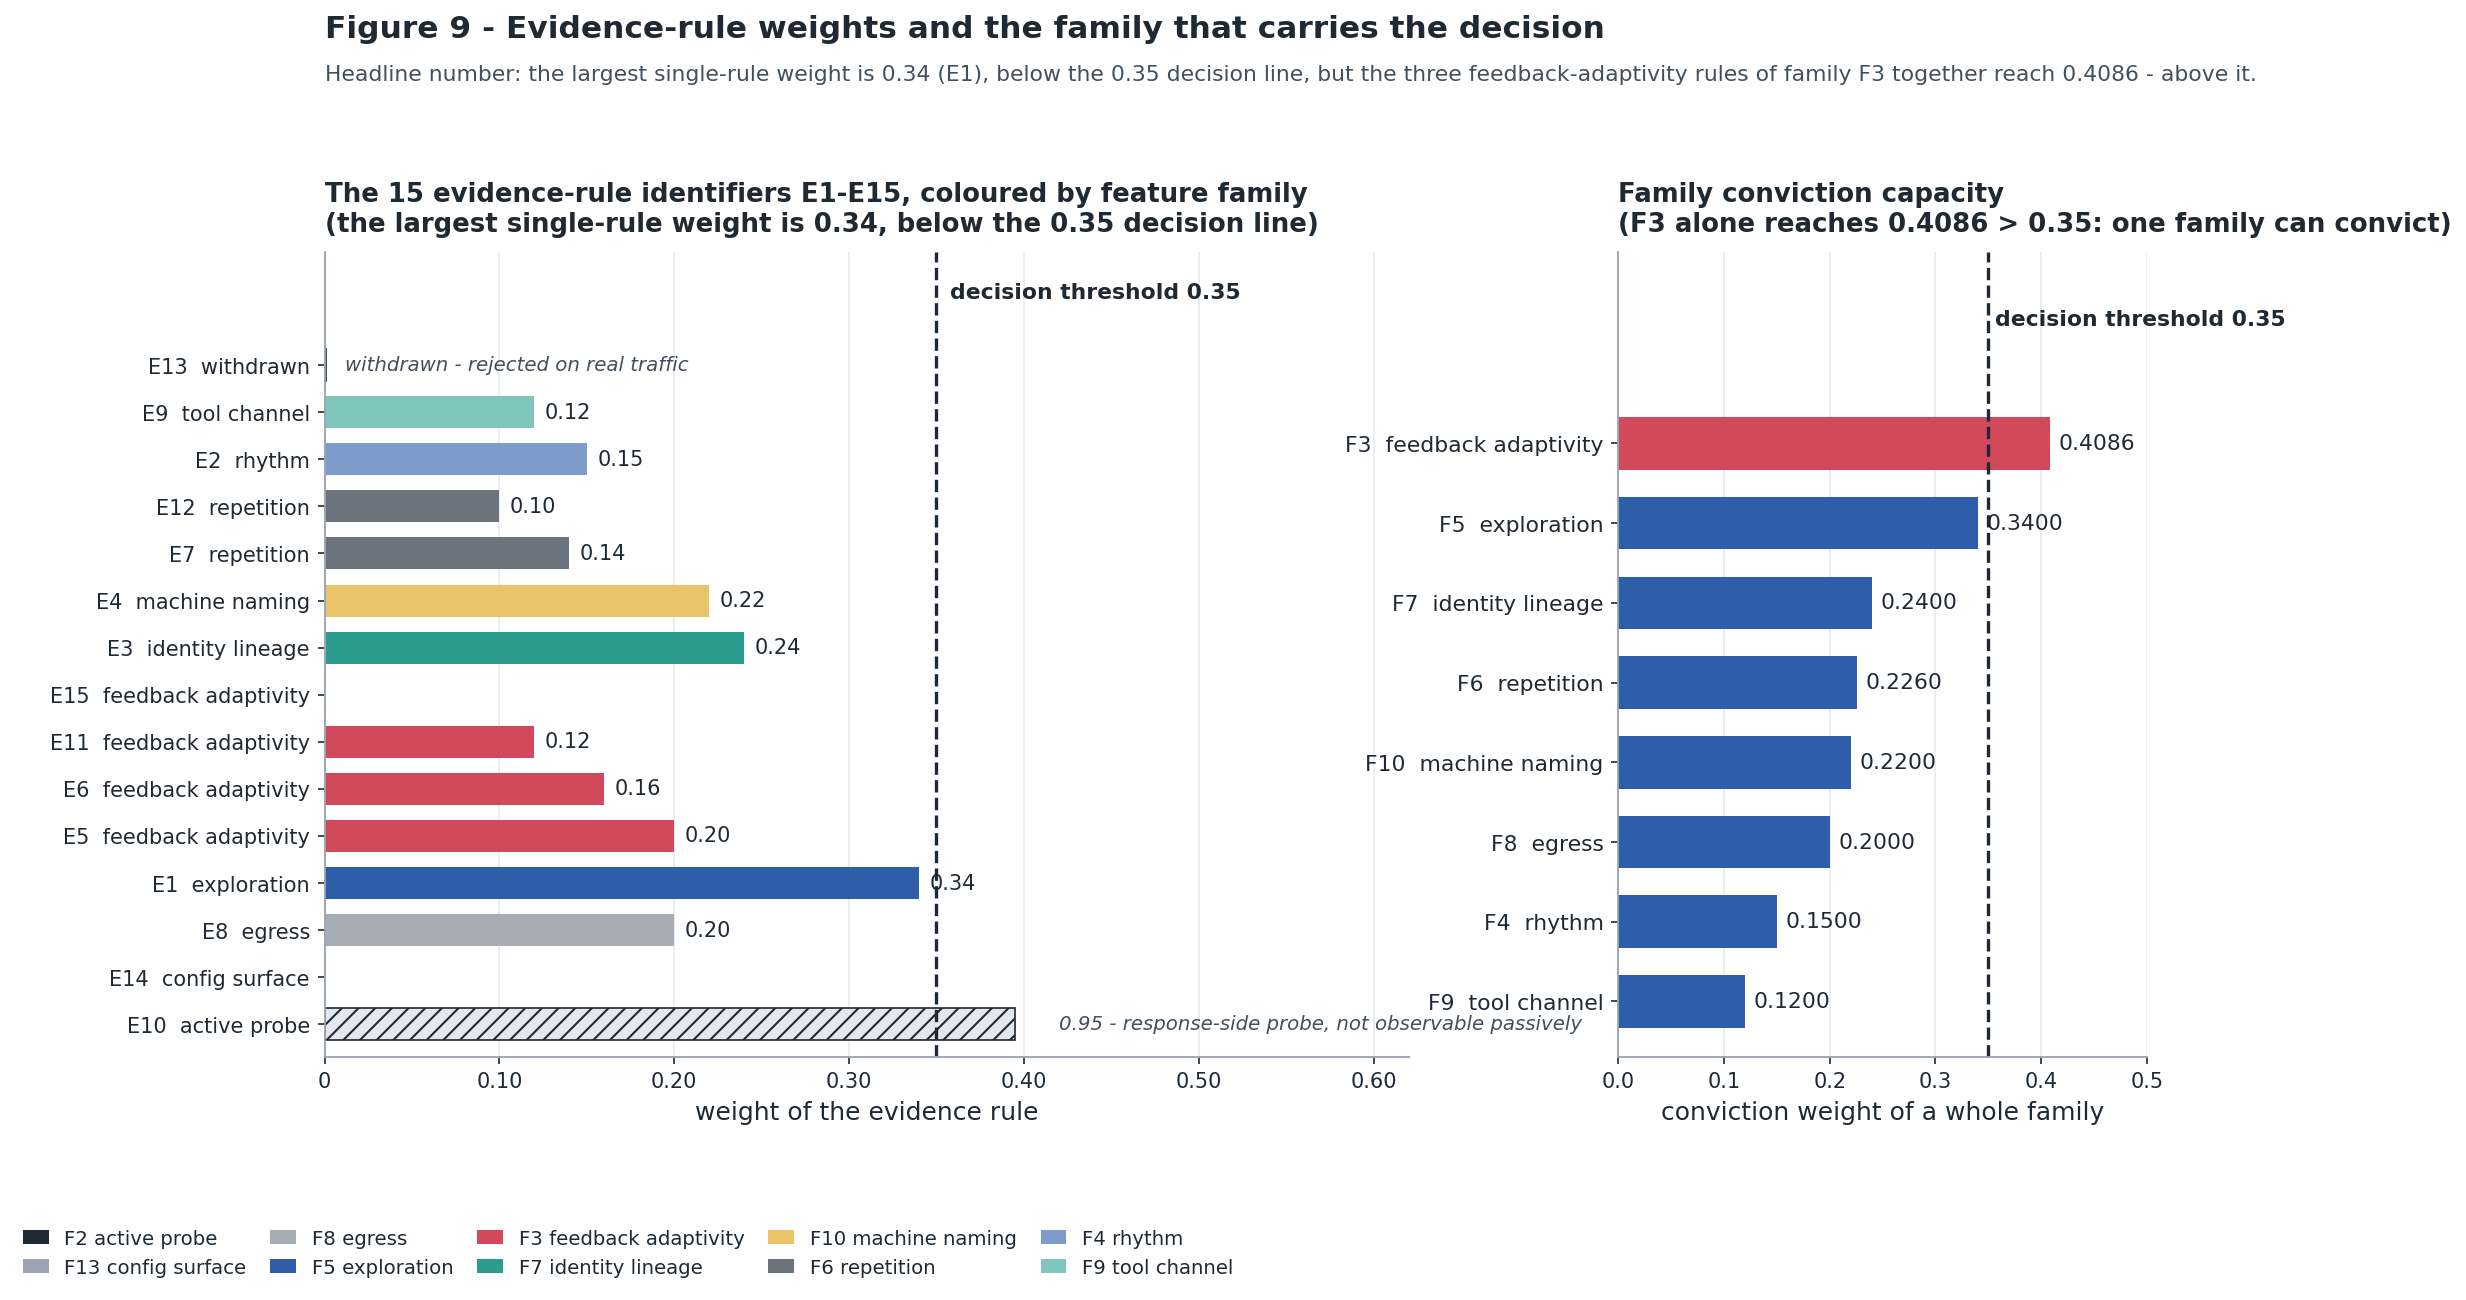 Figure 9 - Evidence-rule weights and the family that carries the decision
Headline number: the largest single-rule weight is 0.34 (E1), below the 0.35 decision line, but the three feedback-adaptivity rules of family F3 together reach 0.4086 - above it.
The 15 evidence-rule identifiers E1-E15, coloured by feature family
(the largest single-rule weight is 0.34, below the 0.35 decision line)
decision threshold 0.35
E13 withdrawn
withdrawn - rejected on real traffic
E9 tool channel
0.12
E2 rhythm
0.15
E12 repetition
0.10
E7 repetition
0.14
E4 machine naming
0.22
E3 identity lineage
0.24
E15 feedback adaptivity
E11 feedback adaptivity
0.12
E6 feedback adaptivity
0.16
E5 feedback adaptivity
0.20
E1 exploration
0.34
E8 egress
0.20
E14 config surface
E10 active probe
0.95 - response-side probe, not observable passively
0
0.10
0.20
0.30
0.40
0.50
0.60
weight of the evidence rule
Family conviction capacity
(F3 alone reaches 0.4086 > 0.35: one family can convict)
decision threshold 0.35
F3 feedback adaptivity
0.4086
F5 exploration
0.3400
F7 identity lineage
0.2400
F6 repetition
0.2260
F10 machine naming
0.2200
F8 egress
0.2000
F4 rhythm
0.1500
F9 tool channel
0.1200
0.0
0.1
0.2
0.3
0.4
0.5
conviction weight of a whole family
F2 active probe
F13 config surface
F8 egress
F5 exploration
F3 feedback adaptivity
F7 identity lineage
F10 machine naming
F6 repetition
F4 rhythm
F9 tool channel